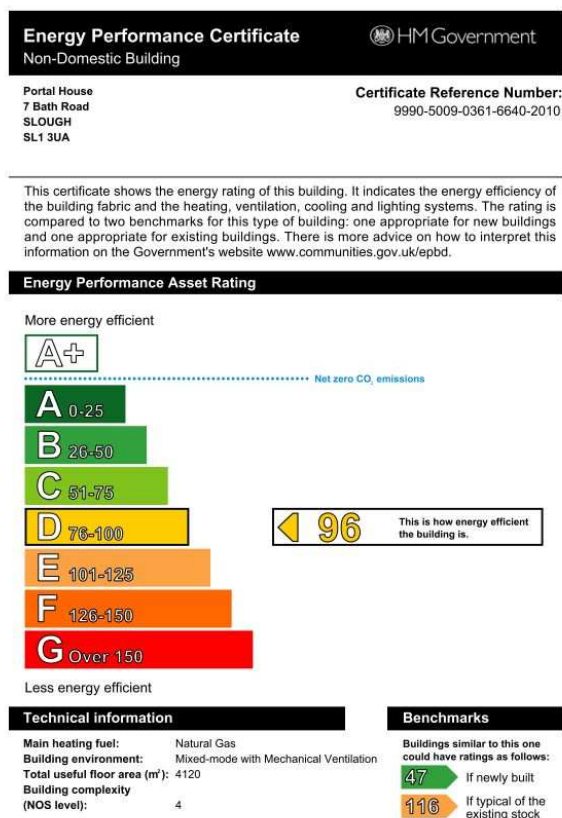 Energy Performance Certificate
HM Government
Non-Domestic Building
Portal House
7 Bath Road
SLOUGH
SL1 3UA
Certificate Reference Number:
9990-5009-0361-6640-2010
This certificate shows the energy rating of this building. It indicates the energy efficiency of
the building fabric and the heating, ventilation, cooling and lighting systems. The rating is
compared to two benchmarks for this type of building: one appropriate for new buildings
and one appropriate for existing buildings. There is more advice on how to interpret this
information on the Government's website www.communities.gov.uk/epbd.
Energy Performance Asset Rating
More energy efficient
A+
Net zero CO₂ emissions
A 0-25
B 26-50
C 51-75
D 76-100
96
This is how energy efficient
the building is.
E 101-125
F 126-150
G Over 150
Less energy efficient
Technical information
Main heating fuel: Natural Gas
Building environment: Mixed-mode with Mechanical Ventilation
Total useful floor area (m²): 4120
Building complexity
(NOS level): 4
Benchmarks
Buildings similar to this one
could have ratings as follows:
47 If newly built
116 If typical of the
existing stock